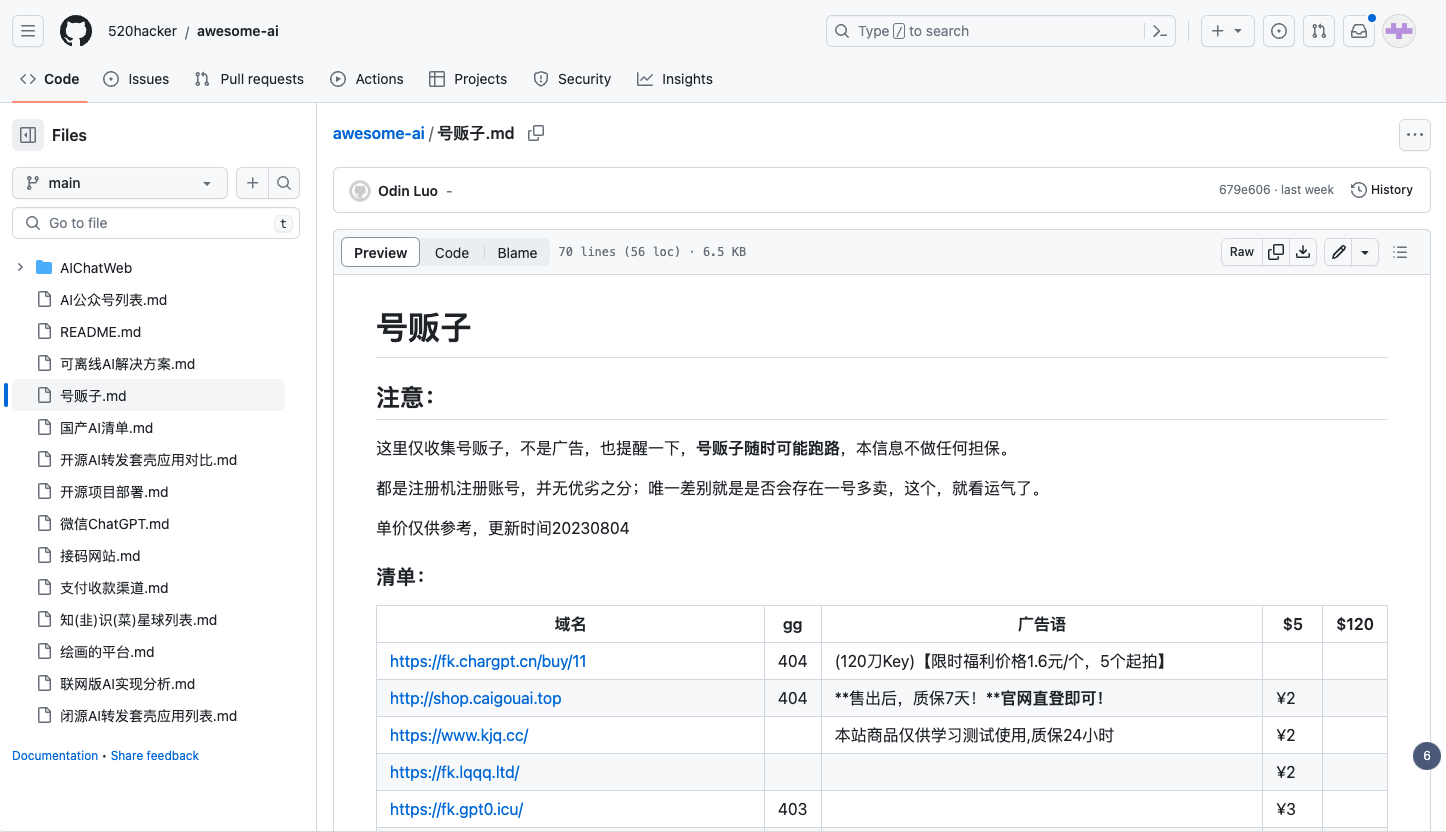 520hacker / awesome-ai
Type / to search
Code
Issues
Pull requests
Actions
Projects
Security
Insights
Files
main
Go to file
t
AIChatWeb
AI公众号列表.md
README.md
可离线AI解决方案.md
号贩子.md
国产AI清单.md
开源AI转发套壳应用对比.md
开源项目部署.md
微信ChatGPT.md
接码网站.md
支付收款渠道.md
知(韭)识(菜)星球列表.md
绘画的平台.md
联网版AI实现分析.md
闭源AI转发套壳应用列表.md
Documentation • Share feedback
awesome-ai / 号贩子.md
Odin Luo -
679e606 · last week
History
Preview
Code
Blame
70 lines (56 loc) · 6.5 KB
Raw
号贩子
注意：
这里仅收集号贩子，不是广告，也提醒一下，号贩子随时可能跑路，本信息不做任何担保。
都是注册机注册账号，并无优劣之分；唯一差别就是是否会存在一号多卖，这个，就看运气了。
单价仅供参考，更新时间20230804
清单：
域名 gg 广告语 $5 $120
https://fk.chargpt.cn/buy/11 404 (120刀Key)【限时福利价格1.6元/个，5个起拍】
http://shop.caigouai.top 404 **售出后，质保7天！**官网直登即可！ ¥2
https://www.kjq.cc/ 本站商品仅供学习测试使用,质保24小时 ¥2
https://fk.lqqq.ltd/ ¥2
https://fk.gpt0.icu/ 403 ¥3
6